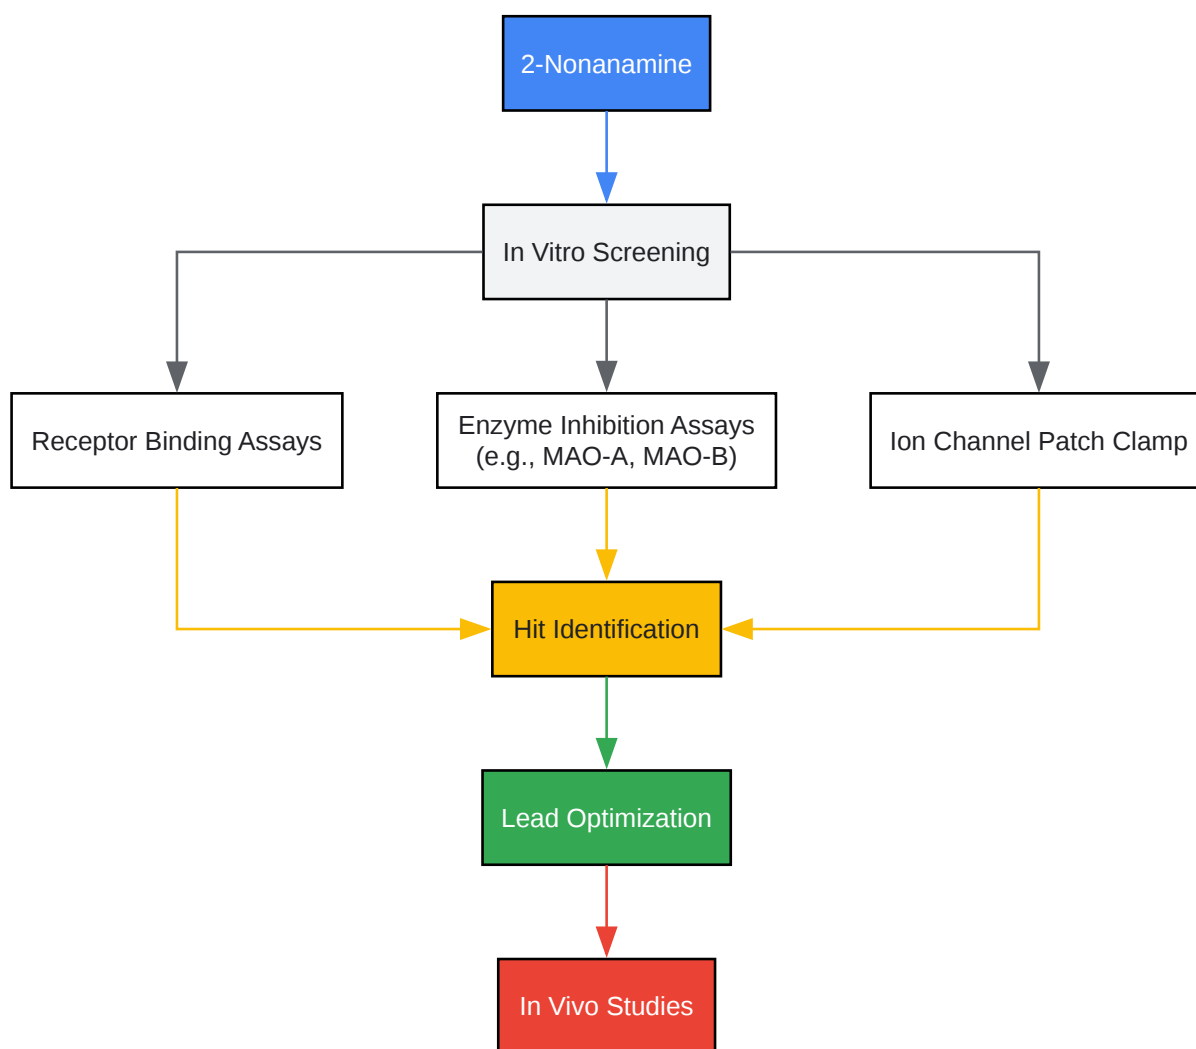 2-Nonanamine
In Vitro Screening
Receptor Binding Assays
Enzyme Inhibition Assays
(e.g., MAO-A, MAO-B)
Ion Channel Patch Clamp
Hit Identification
Lead Optimization
In Vivo Studies